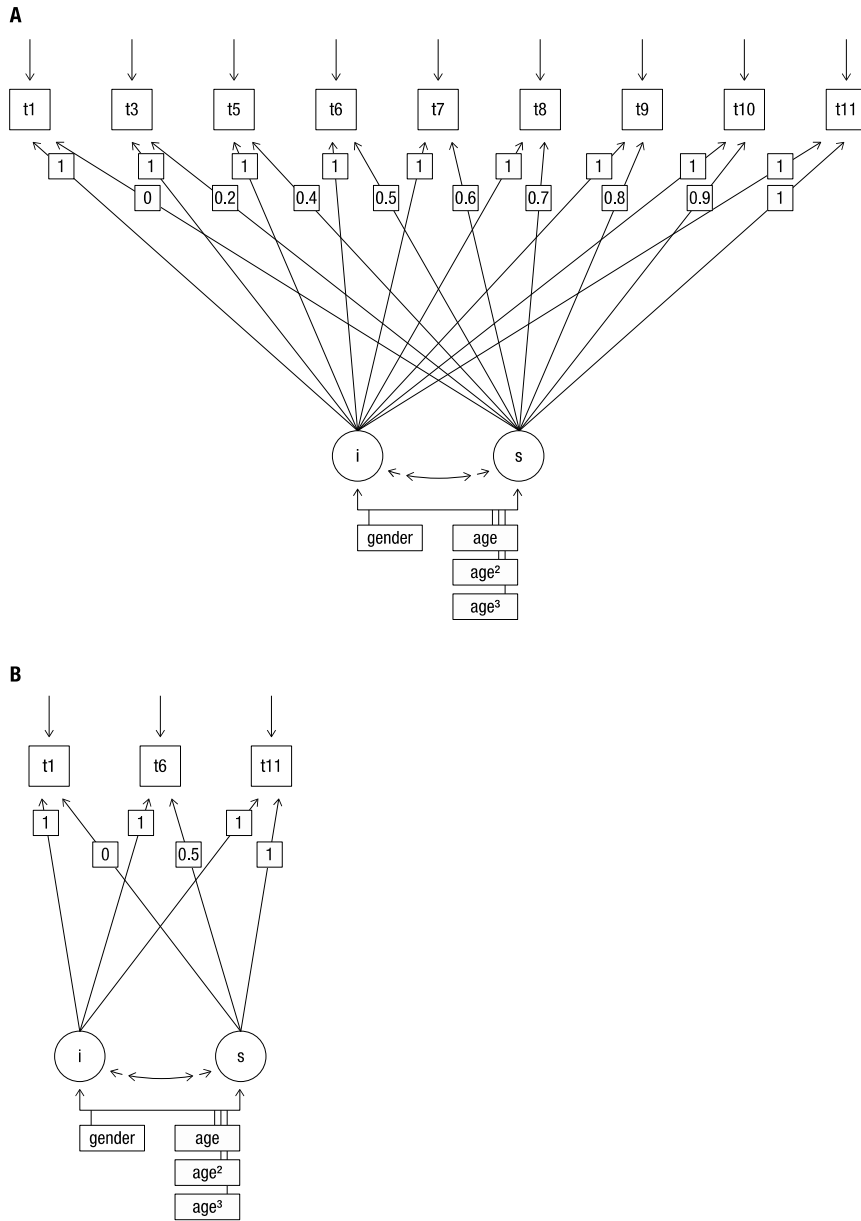 A
t1 t3 t5 t6 t7 t8 t9 t10 t11
1 1 1 1 1 1 1 1 1
0 0.2 0.4 0.5 0.6 0.7 0.8 0.9 1
i s
gender age
age²
age³
B
t1 t6 t11
1 1 1
0 0.5 1
i s
gender age
age²
age³